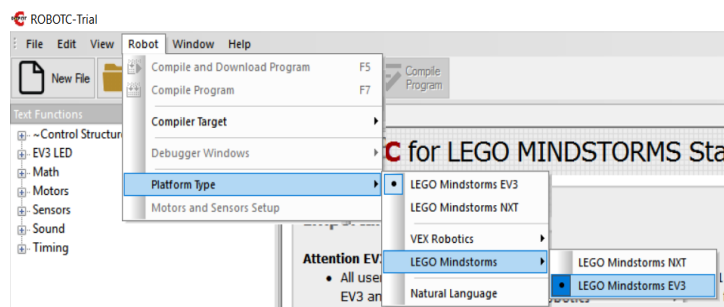 ROBOTC-Trial
File Edit View Robot Window Help
New File
Compile and Download Program F5
Compile Program F7
Compiler Target
Debugger Windows
Platform Type
Motors and Sensors Setup
Compile
Program
Text Functions
~Control Structur
EV3 LED
Math
Motors
Sensors
Sound
Timing
C for LEGO MINDSTORMS Sta
LEGO Mindstorms EV3
LEGO Mindstorms NXT
VEX Robotics
LEGO Mindstorms
Natural Language
LEGO Mindstorms NXT
LEGO Mindstorms EV3
Attention EV
All use
EV3 an